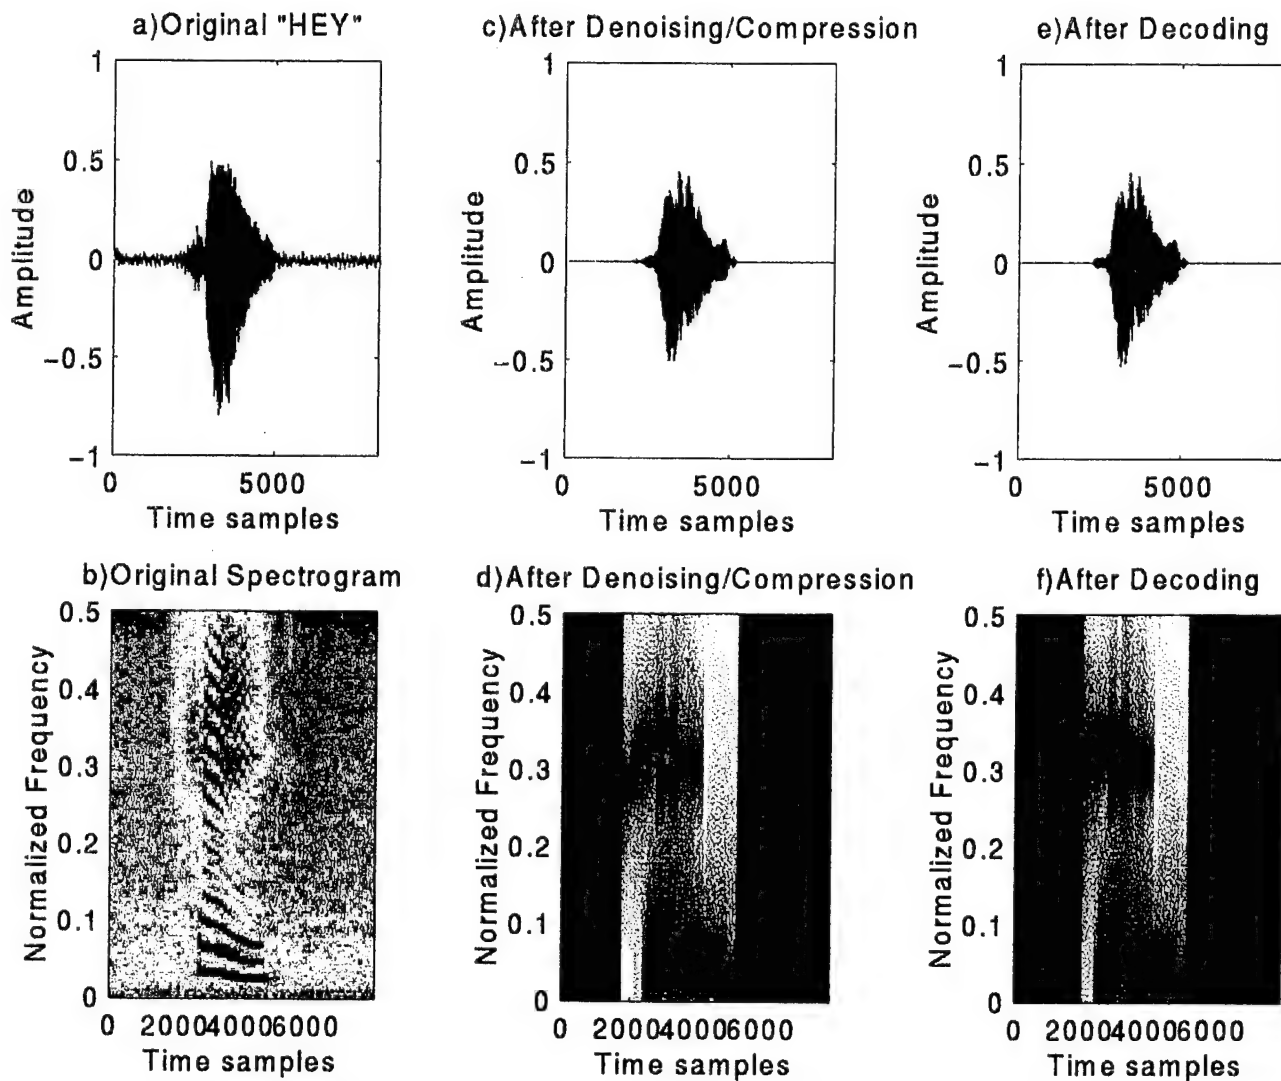 a)Original "HEY"
1
0.5
0
−0.5
−1
Amplitude
0 5000
Time samples
c)After Denoising/Compression
1
0.5
0
−0.5
−1
Amplitude
0 5000
Time samples
e)After Decoding
1
0.5
0
−0.5
−1
Amplitude
0 5000
Time samples
b)Original Spectrogram
0.5
0.4
0.3
0.2
0.1
0
Normalized Frequency
0 200040006000
Time samples
d)After Denoising/Compression
0.5
0.4
0.3
0.2
0.1
0
Normalized Frequency
0 200040006000
Time samples
f)After Decoding
0.5
0.4
0.3
0.2
0.1
0
Normalized Frequency
0 200040006000
Time samples